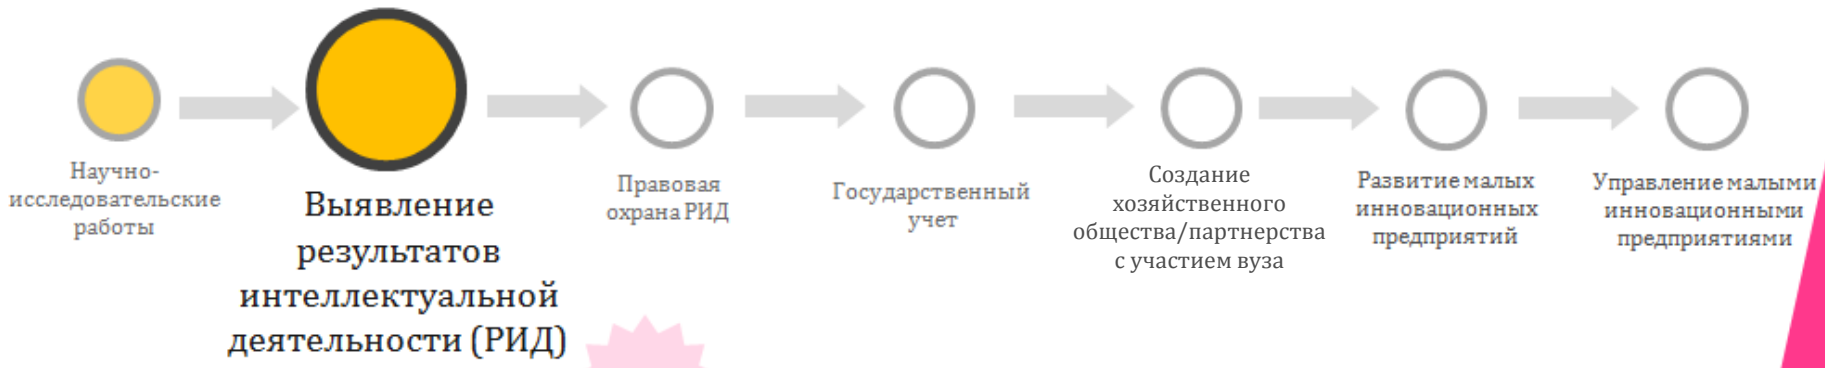 Научно-
исследовательские
работы
Выявление
результатов
интеллектуальной
деятельности (РИД)
Правовая
охрана РИД
Государственный
учет
Создание
хозяйственного
общества/партнерства
с участием вуза
Развитие малых
инновационных
предприятий
Управление малыми
инновационными
предприятиями